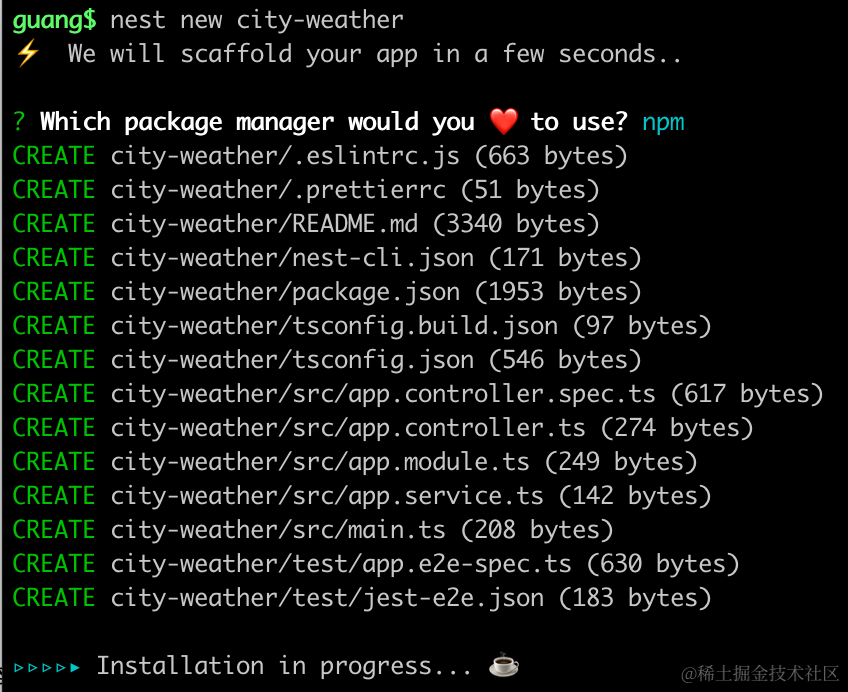 guang$ nest new city-weather
⚡ We will scaffold your app in a few seconds..
? Which package manager would you ❤️ to use? npm
CREATE city-weather/.eslintrc.js (663 bytes)
CREATE city-weather/.prettierrc (51 bytes)
CREATE city-weather/README.md (3340 bytes)
CREATE city-weather/nest-cli.json (171 bytes)
CREATE city-weather/package.json (1953 bytes)
CREATE city-weather/tsconfig.build.json (97 bytes)
CREATE city-weather/tsconfig.json (546 bytes)
CREATE city-weather/src/app.controller.spec.ts (617 bytes)
CREATE city-weather/src/app.controller.ts (274 bytes)
CREATE city-weather/src/app.module.ts (249 bytes)
CREATE city-weather/src/app.service.ts (142 bytes)
CREATE city-weather/src/main.ts (208 bytes)
CREATE city-weather/test/app.e2e-spec.ts (630 bytes)
CREATE city-weather/test/jest-e2e.json (183 bytes)
▹▹▹▹▸ Installation in progress... ☕
@稀土掘金技术社区